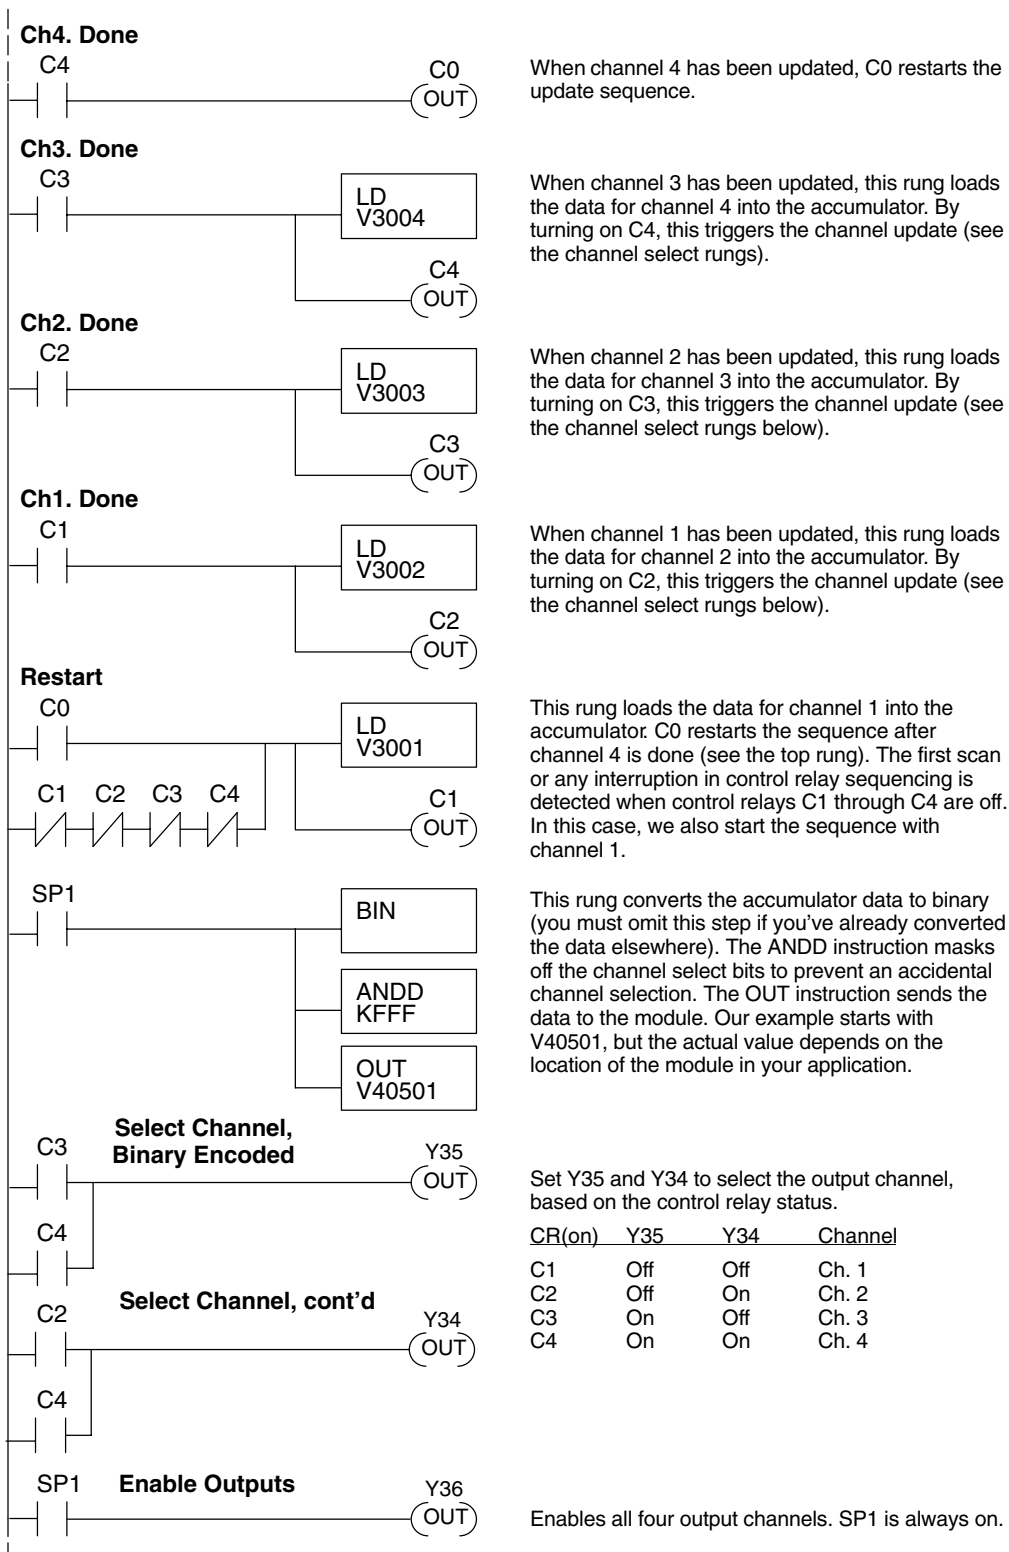 Ch4. Done
C4
C0
OUT
When channel 4 has been updated, C0 restarts the
update sequence.
Ch3. Done
C3
LD
V3004
C4
OUT
When channel 3 has been updated, this rung loads
the data for channel 4 into the accumulator. By
turning on C4, this triggers the channel update (see
the channel select rungs).
Ch2. Done
C2
LD
V3003
C3
OUT
When channel 2 has been updated, this rung loads
the data for channel 3 into the accumulator. By
turning on C3, this triggers the channel update (see
the channel select rungs below).
Ch1. Done
C1
LD
V3002
C2
OUT
When channel 1 has been updated, this rung loads
the data for channel 2 into the accumulator. By
turning on C2, this triggers the channel update (see
the channel select rungs below).
Restart
C0
LD
V3001
C1 C2 C3 C4
C1
OUT
This rung loads the data for channel 1 into the
accumulator. C0 restarts the sequence after
channel 4 is done (see the top rung). The first scan
or any interruption in control relay sequencing is
detected when control relays C1 through C4 are off.
In this case, we also start the sequence with
channel 1.
SP1
BIN
ANDD
KFFF
OUT
V40501
This rung converts the accumulator data to binary
(you must omit this step if you’ve already converted
the data elsewhere). The ANDD instruction masks
off the channel select bits to prevent an accidental
channel selection. The OUT instruction sends the
data to the module. Our example starts with
V40501, but the actual value depends on the
location of the module in your application.
Select Channel,
Binary Encoded
C3
Y35
OUT
C4
Set Y35 and Y34 to select the output channel,
based on the control relay status.
CR(on) Y35 Y34 Channel
C1 Off Off Ch. 1
C2 Off On Ch. 2
C3 On Off Ch. 3
C4 On On Ch. 4
Select Channel, cont’d
C2
Y34
OUT
C4
SP1
Enable Outputs
Y36
OUT
Enables all four output channels. SP1 is always on.